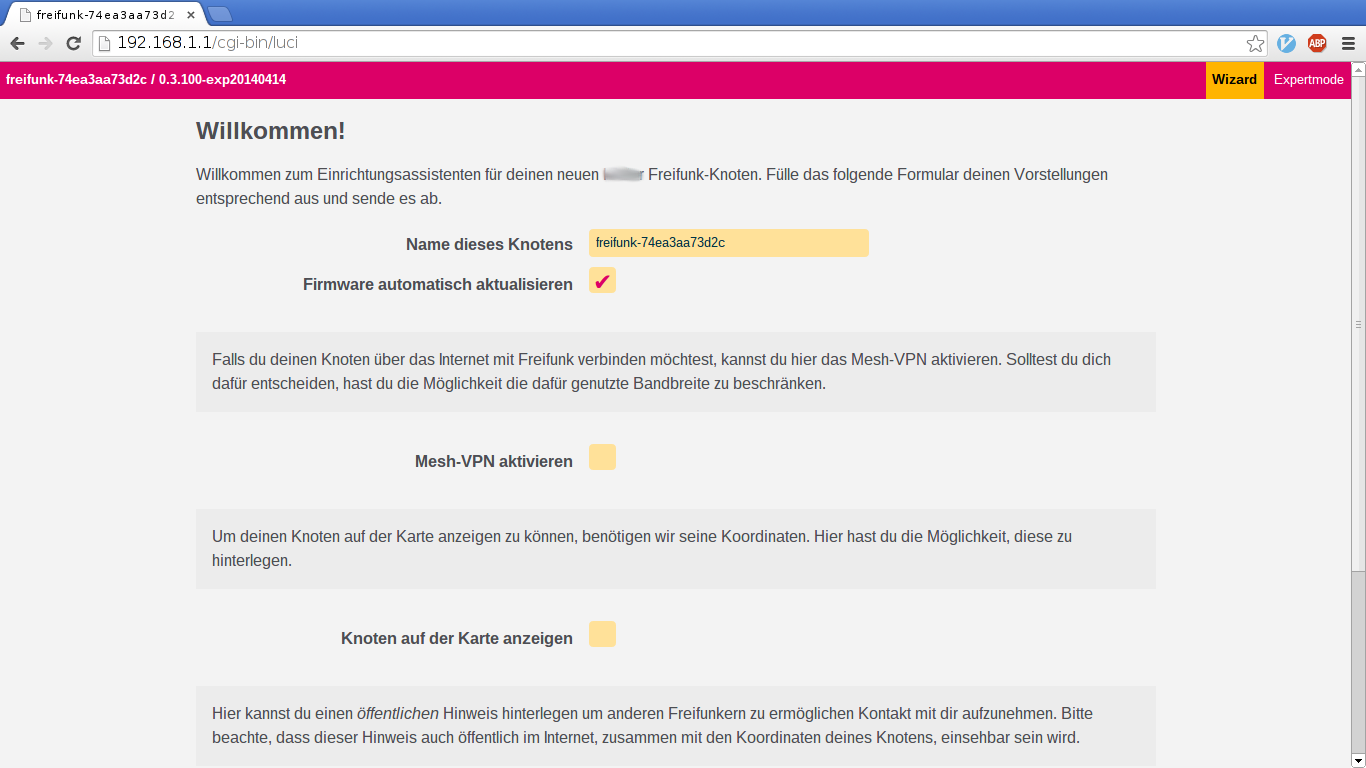 freifunk-74ea3aa73d2
192.168.1.1/cgi-bin/luci
ABP
freifunk-74ea3aa73d2c / 0.3.100-exp20140414
Wizard
Expertmode
Willkommen!
Willkommen zum Einrichtungsassistenten für deinen neuen Freifunk-Knoten. Fülle das folgende Formular deinen Vorstellungen
entsprechend aus und sende es ab.
Name dieses Knotens
freifunk-74ea3aa73d2c
Firmware automatisch aktualisieren
Falls du deinen Knoten über das Internet mit Freifunk verbinden möchtest, kannst du hier das Mesh-VPN aktivieren. Solltest du dich
dafür entscheiden, hast du die Möglichkeit die dafür genutzte Bandbreite zu beschränken.
Mesh-VPN aktivieren
Um deinen Knoten auf der Karte anzeigen zu können, benötigen wir seine Koordinaten. Hier hast du die Möglichkeit, diese zu
hinterlegen.
Knoten auf der Karte anzeigen
Hier kannst du einen öffentlichen Hinweis hinterlegen um anderen Freifunkern zu ermöglichen Kontakt mit dir aufzunehmen. Bitte
beachte, dass dieser Hinweis auch öffentlich im Internet, zusammen mit den Koordinaten deines Knotens, einsehbar sein wird.